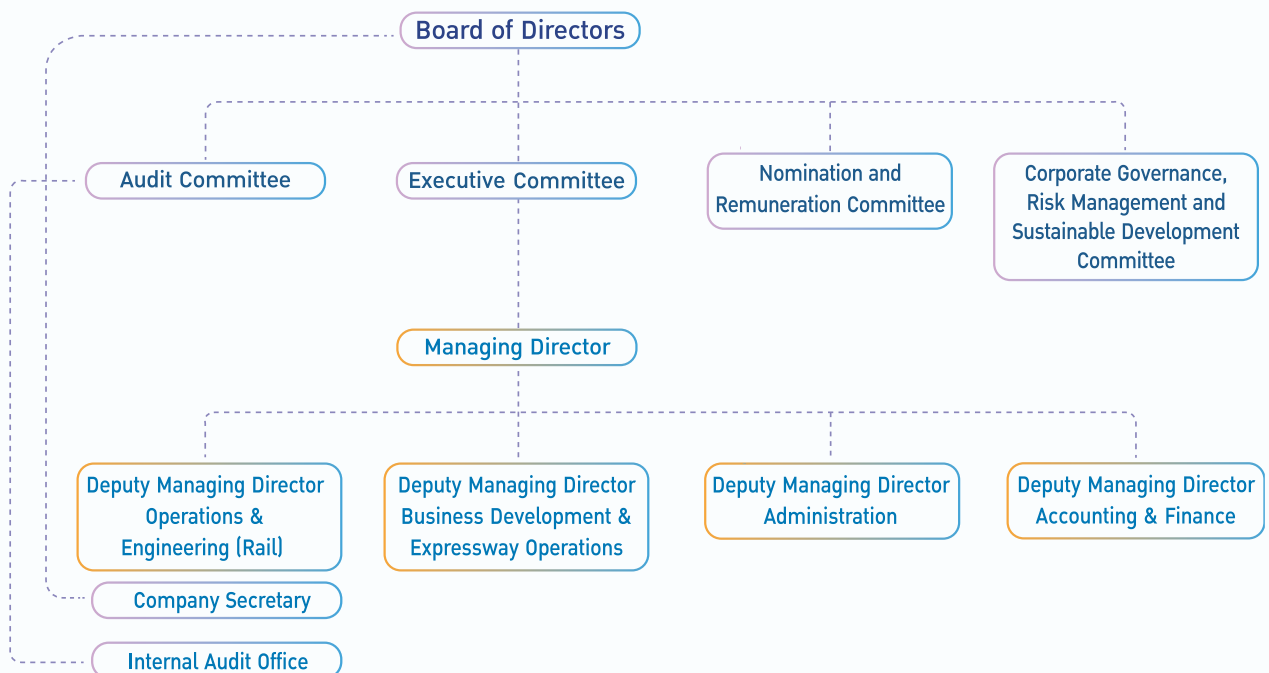 Board of Directors
Audit Committee
Executive Committee
Nomination and
Remuneration Committee
Corporate Governance,
Risk Management and
Sustainable Development
Committee
Managing Director
Deputy Managing Director
Operations &
Engineering (Rail)
Deputy Managing Director
Business Development &
Expressway Operations
Deputy Managing Director
Administration
Deputy Managing Director
Accounting & Finance
Company Secretary
Internal Audit Office